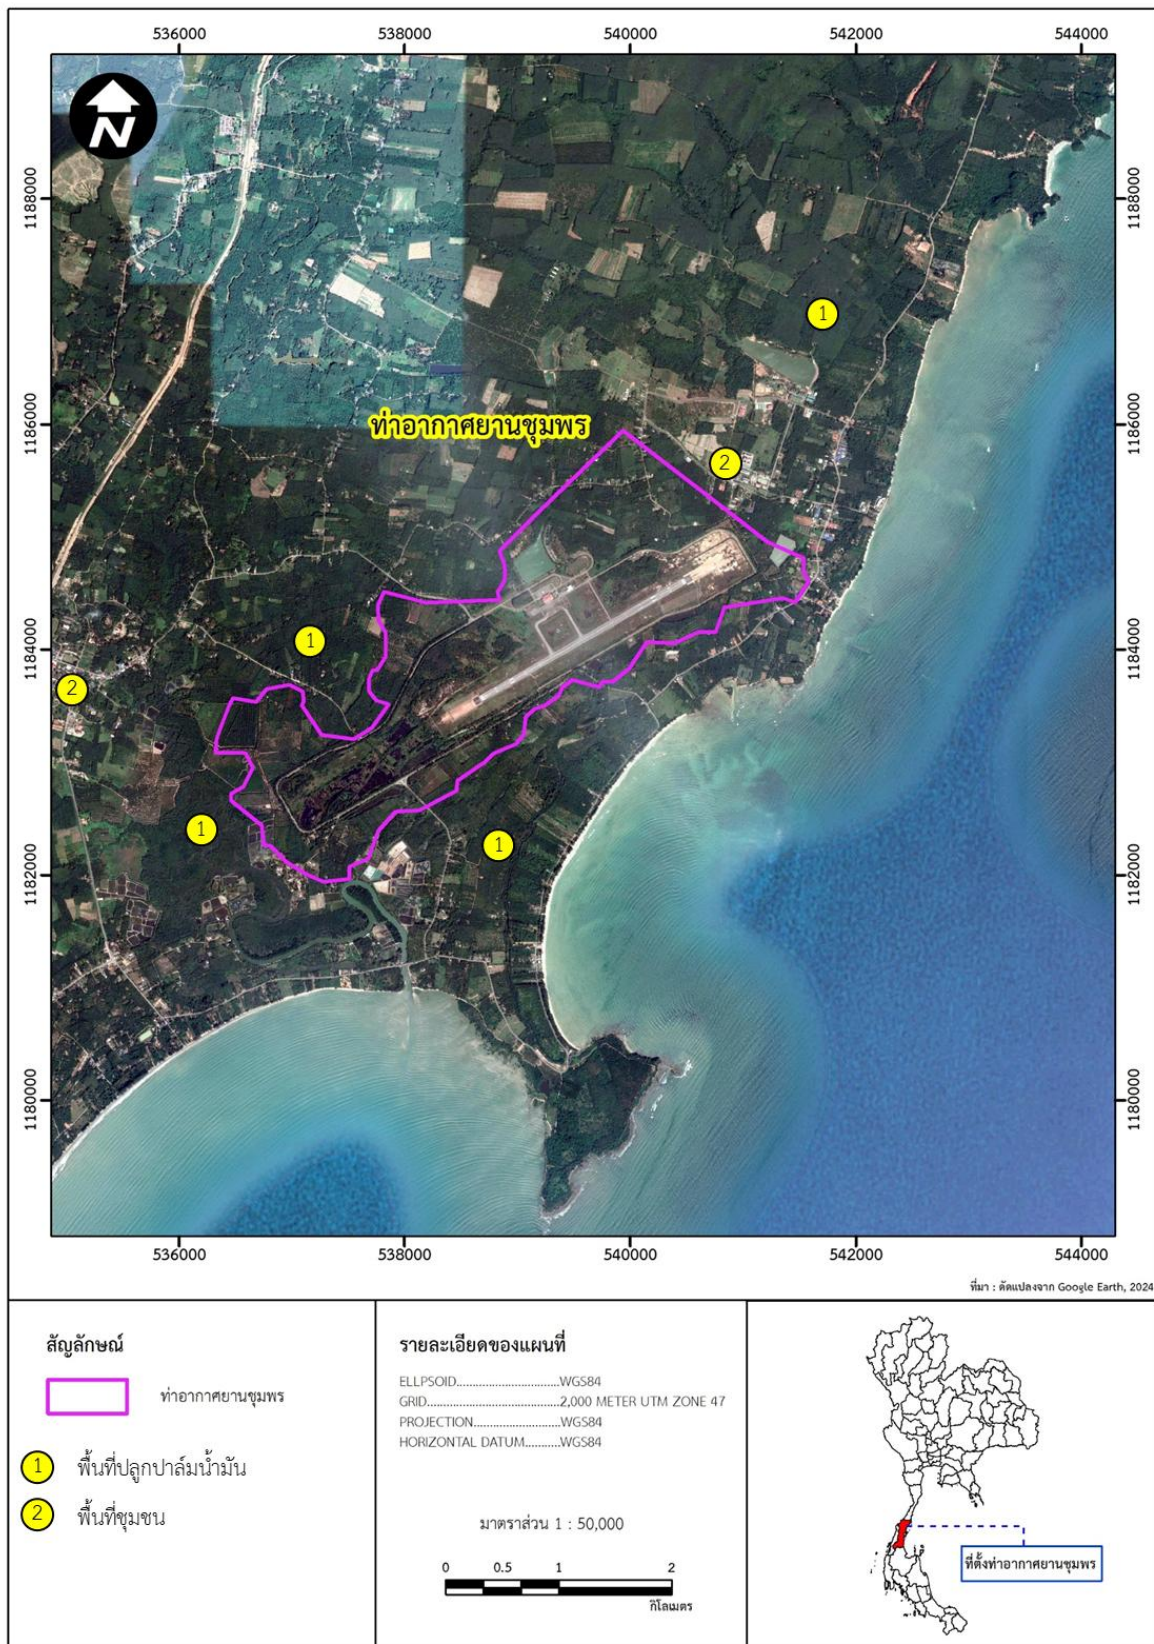 536000 538000 540000 542000 544000
N
1188000 1188000
1
ท่าอากาศยานชุมพร
1186000 1186000
2
1
1184000 1184000
2
1
1
1182000 1182000
1180000 1180000
536000 538000 540000 542000 544000
ที่มา : ดัดแปลงจาก Google Earth, 2024
สัญลักษณ์
ท่าอากาศยานชุมพร
1 พื้นที่ปลูกปาล์มน้ำมัน
2 พื้นที่ชุมชน
รายละเอียดของแผนที่
ELLPSOID..............................WGS84
GRID.......................................2,000 METER UTM ZONE 47
PROJECTION.........................WGS84
HORIZONTAL DATUM..........WGS84
มาตราส่วน 1 : 50,000
0 0.5 1 2
กิโลเมตร
ที่ตั้งท่าอากาศยานชุมพร